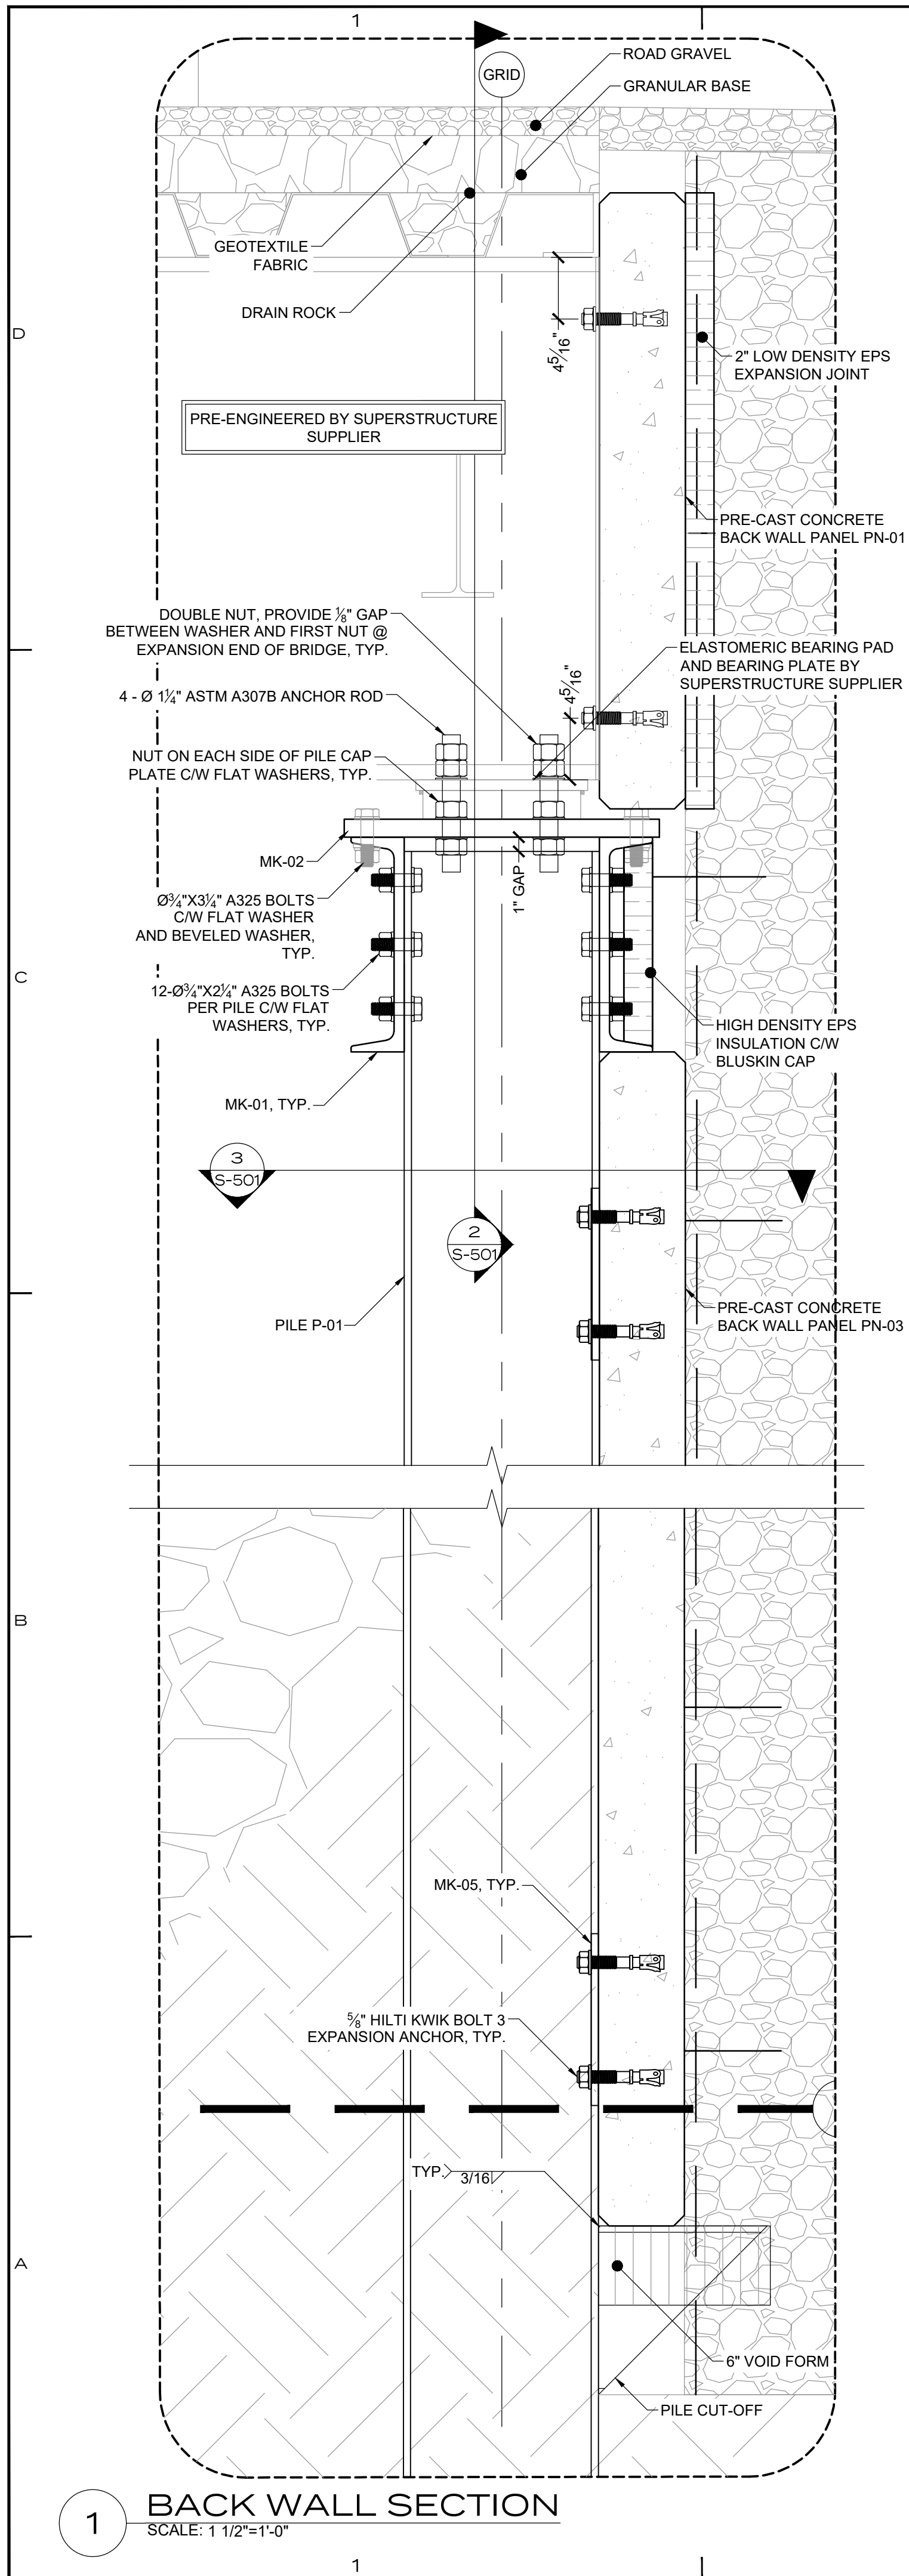 1
GRID
ROAD GRAVEL
GRANULAR BASE
GEOTEXTILE
FABRIC
DRAIN ROCK
D
4 5/16"
2" LOW DENSITY EPS
EXPANSION JOINT
PRE-ENGINEERED BY SUPERSTRUCTURE
SUPPLIER
PRE-CAST CONCRETE
BACK WALL PANEL PN-01
DOUBLE NUT, PROVIDE 1/8" GAP
BETWEEN WASHER AND FIRST NUT @
EXPANSION END OF BRIDGE, TYP.
ELASTOMERIC BEARING PAD
AND BEARING PLATE BY
SUPERSTRUCTURE SUPPLIER
4 5/16"
4 - Ø 1 1/4" ASTM A307B ANCHOR ROD
NUT ON EACH SIDE OF PILE CAP
PLATE C/W FLAT WASHERS, TYP.
MK-02
1" GAP
Ø3/4"X3 1/4" A325 BOLTS
C/W FLAT WASHER
AND BEVELED WASHER,
TYP.
C
12-Ø3/4"X2 1/4" A325 BOLTS
PER PILE C/W FLAT
WASHERS, TYP.
HIGH DENSITY EPS
INSULATION C/W
BLUSKIN CAP
MK-01, TYP.
3
S-501
2
S-501
PRE-CAST CONCRETE
BACK WALL PANEL PN-03
PILE P-01
B
MK-05, TYP.
5/8" HILTI KWIK BOLT 3
EXPANSION ANCHOR, TYP.
TYP.
3/16
A
6" VOID FORM
PILE CUT-OFF
1
BACK WALL SECTION
SCALE: 1 1/2"=1'-0"
1